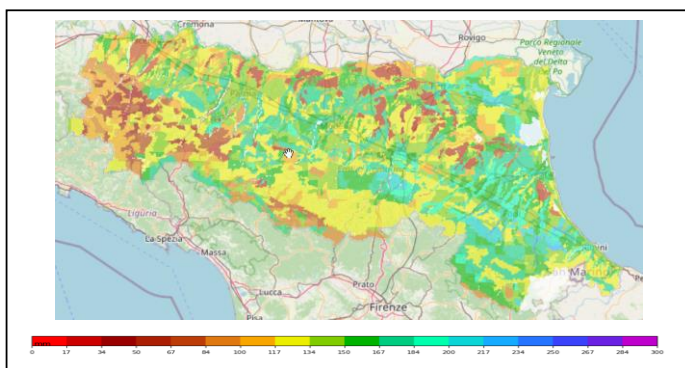 Cremona
Rovigo
Parco Regionale
Veneto
del Delta
del Po
Liguria
La Spezia
Massa
San Marino
Lucca
Prato
Firenze
Pisa
0 17 34 50 67 84 100 117 134 150 167 184 200 217 234 250 267 284 300